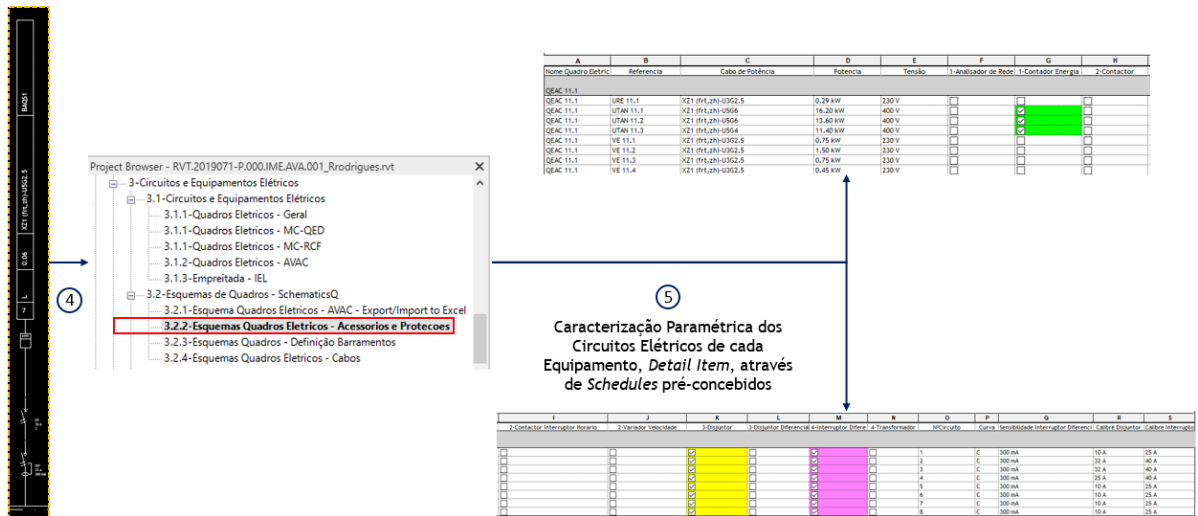 BAQS1
XZ1 (frt,zh)-U5G2.5
0.06
L
7
4
Project Browser - RVT.2019071-P.000.IME.AVA.001_Rrodrigues.rvt
3-Circuitos e Equipamentos Elétricos
3.1-Circuitos e Equipamentos Elétricos
3.1.1-Quadros Eletricos - Geral
3.1.1-Quadros Eletricos - MC-QED
3.1.1-Quadros Eletricos - MC-RCF
3.1.2-Quadros Eletricos - AVAC
3.1.3-Empreitada - IEL
3.2-Esquemas de Quadros - SchematicsQ
3.2.1-Esquema Quadros Eletricos - AVAC - Export/Import to Excel
3.2.2-Esquemas Quadros Eletricos - Acessorios e Protecoes
3.2.3-Esquemas Quadros - Definição Barramentos
3.2.4-Esquemas Quadros Eletricos - Cabos
A B C D E F G H
Nome Quadro Eletric Referencia Cabo de Potência Potencia Tensão 1-Analisador de Rede 1-Contador Energia 2-Contactor
QEAC 11.1
QEAC 11.1 URE 11.1 XZ1 (frt,zh)-U3G2.5 0.29 kW 230 V
QEAC 11.1 UTAN 11.1 XZ1 (frt,zh)-U5G6 16.20 kW 400 V
QEAC 11.1 UTAN 11.2 XZ1 (frt,zh)-U5G6 13.60 kW 400 V
QEAC 11.1 UTAN 11.3 XZ1 (frt,zh)-U5G4 11.40 kW 400 V
QEAC 11.1 VE 11.1 XZ1 (frt,zh)-U3G2.5 0.75 kW 230 V
QEAC 11.1 VE 11.2 XZ1 (frt,zh)-U3G2.5 1.50 kW 230 V
QEAC 11.1 VE 11.3 XZ1 (frt,zh)-U3G2.5 0.75 kW 230 V
QEAC 11.1 VE 11.4 XZ1 (frt,zh)-U3G2.5 0.45 kW 230 V
5
Caracterização Paramétrica dos
Circuitos Elétricos de cada
Equipamento, Detail Item, através
de Schedules pré-concebidos
I J K L M N O P Q R S
2-Contactor Interruptor Horario 2-Variador Velocidade 3-Disjuntor 3-Disjuntor Diferencial 4-Interruptor Difere 4-Transformador NºCircuito Curva Sensibilidade Interruptor Diferenci Calibre Disjuntor Calibre Interrupto
1 C 300 mA 10 A 25 A
2 C 300 mA 32 A 40 A
3 C 300 mA 32 A 40 A
4 C 300 mA 25 A 40 A
5 C 300 mA 10 A 25 A
6 C 300 mA 10 A 25 A
7 C 300 mA 10 A 25 A
8 C 300 mA 10 A 25 A